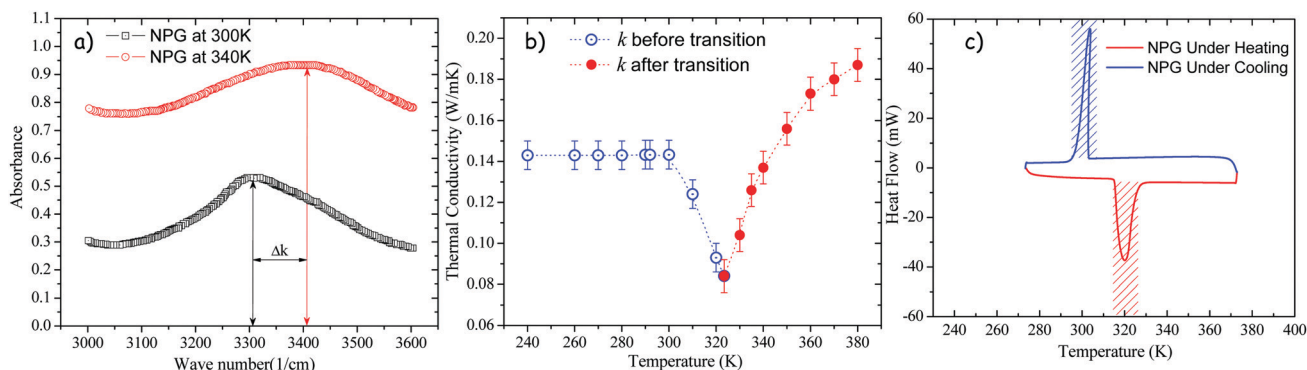 a)
NPG at 300K
NPG at 340K
1.1
1.0
0.9
0.8
0.7
0.6
0.5
0.4
0.3
0.2
0.1
0.0
Absorbance
Δk
3000 3100 3200 3300 3400 3500 3600
Wave number(1/cm)
b)
k before transition
k after transition
0.20
0.18
0.16
0.14
0.12
0.10
0.08
0.06
Thermal Conductivity (W/mK)
240 260 280 300 320 340 360 380
Temperature (K)
c)
NPG Under Heating
NPG Under Cooling
60
40
20
0
-20
-40
-60
Heat Flow (mW)
240 260 280 300 320 340 360 380 400
Temperature (K)